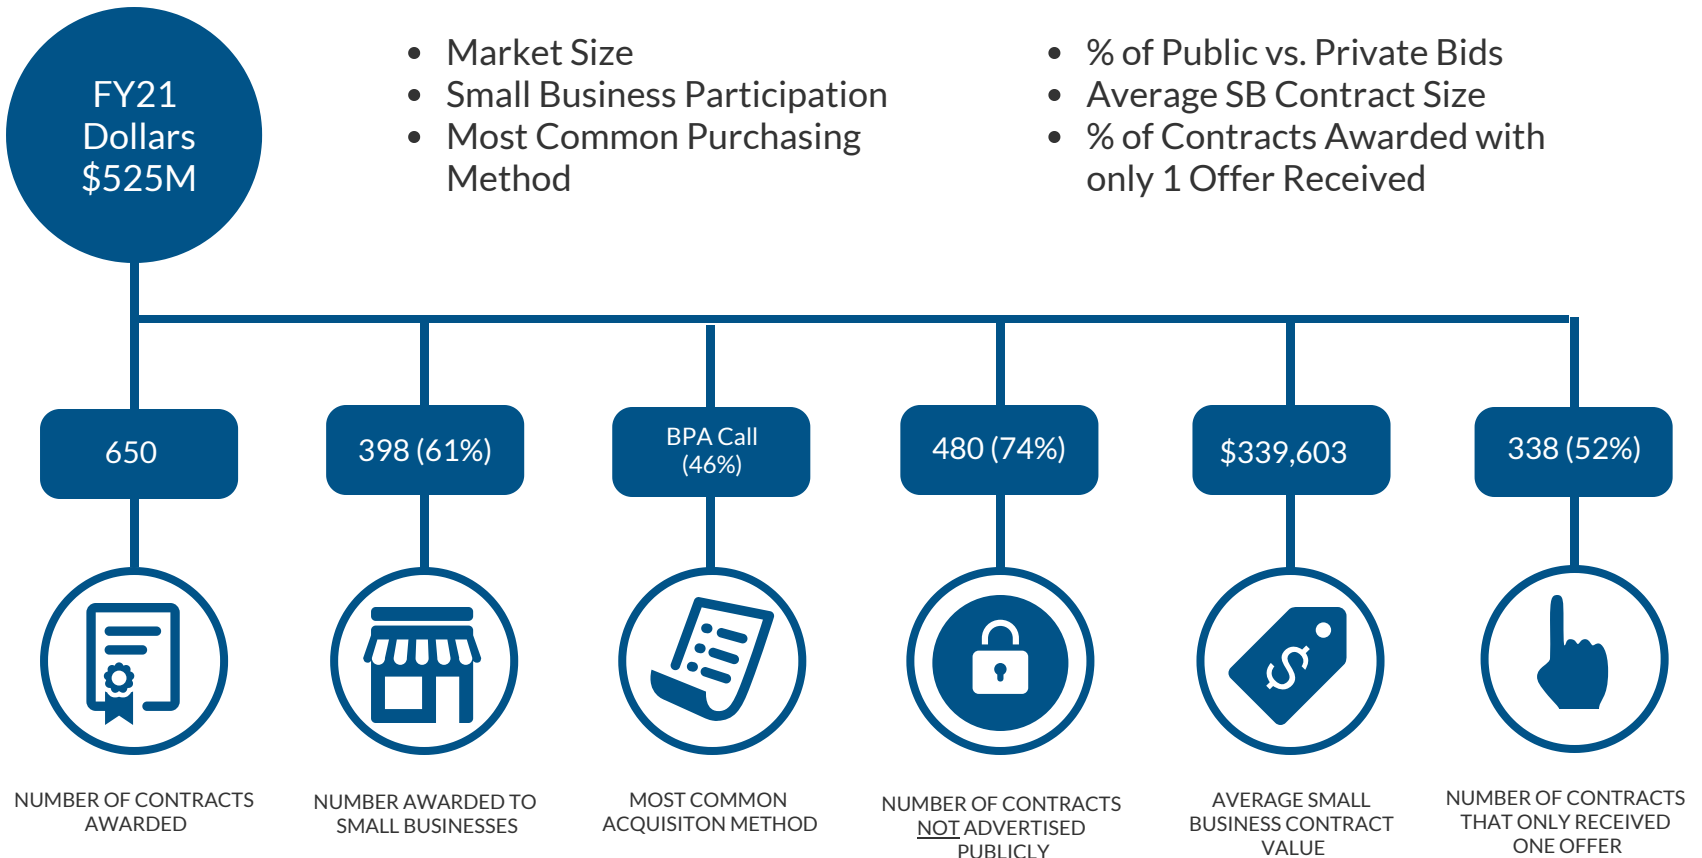 FY21
Dollars
$525M
• Market Size
• Small Business Participation
• Most Common Purchasing
Method
• % of Public vs. Private Bids
• Average SB Contract Size
• % of Contracts Awarded with
only 1 Offer Received
650
398 (61%)
BPA Call
(46%)
480 (74%)
$339,603
338 (52%)
$
NUMBER OF CONTRACTS
AWARDED
NUMBER AWARDED TO
SMALL BUSINESSES
MOST COMMON
ACQUISITON METHOD
NUMBER OF CONTRACTS
NOT ADVERTISED
PUBLICLY
AVERAGE SMALL
BUSINESS CONTRACT
VALUE
NUMBER OF CONTRACTS
THAT ONLY RECEIVED
ONE OFFER